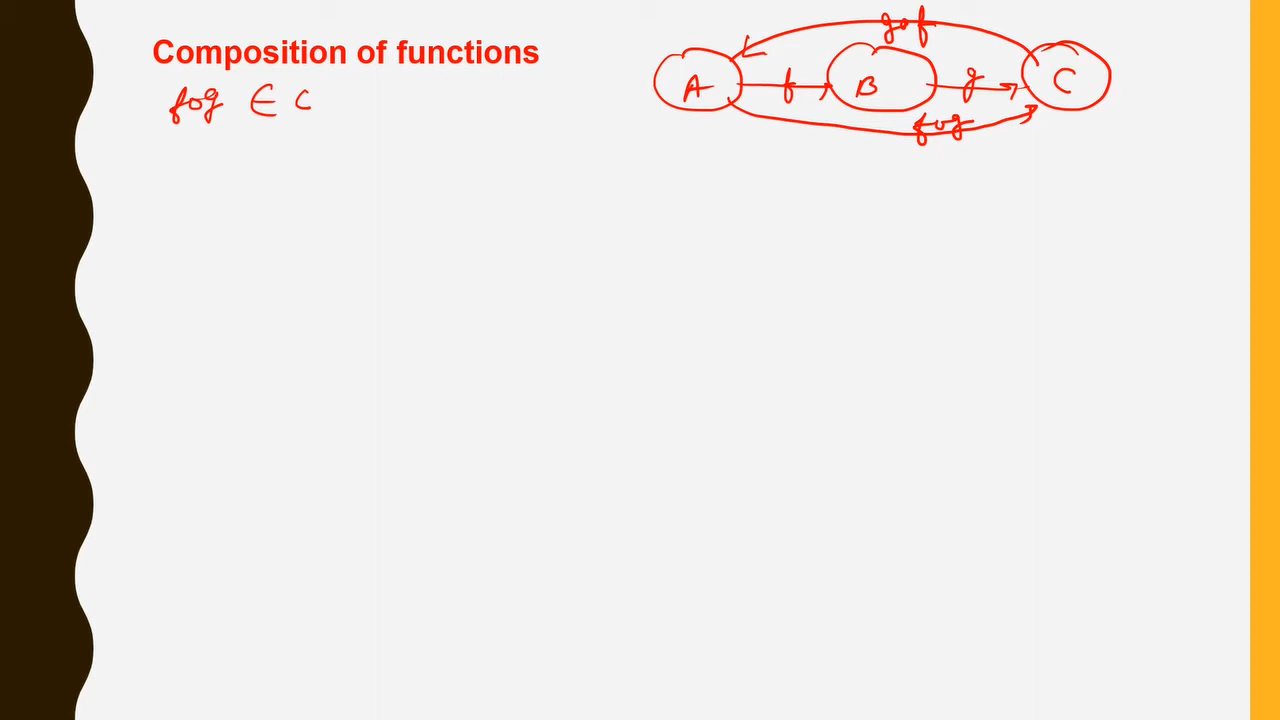 Composition of functions
fog ∈ C
gof
A f B g C
fog